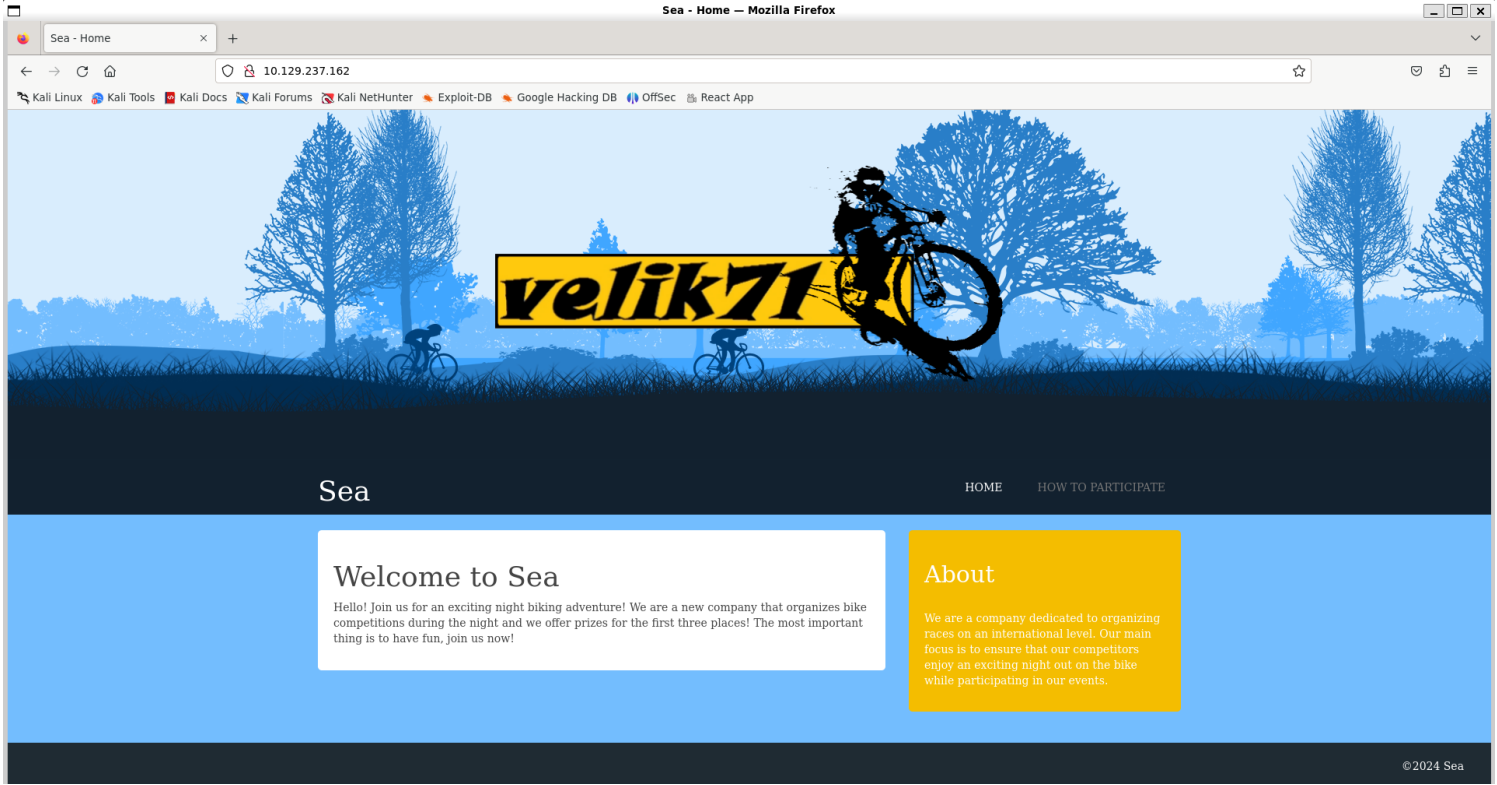 Sea - Home — Mozilla Firefox
Sea - Home
10.129.237.162
Kali Linux Kali Tools Kali Docs Kali Forums Kali NetHunter Exploit-DB Google Hacking DB OffSec React App
velik71
Sea
HOME HOW TO PARTICIPATE
Welcome to Sea
Hello! Join us for an exciting night biking adventure! We are a new company that organizes bike
competitions during the night and we offer prizes for the first three places! The most important
thing is to have fun, join us now!
About
We are a company dedicated to organizing
races on an international level. Our main
focus is to ensure that our competitors
enjoy an exciting night out on the bike
while participating in our events.
©2024 Sea